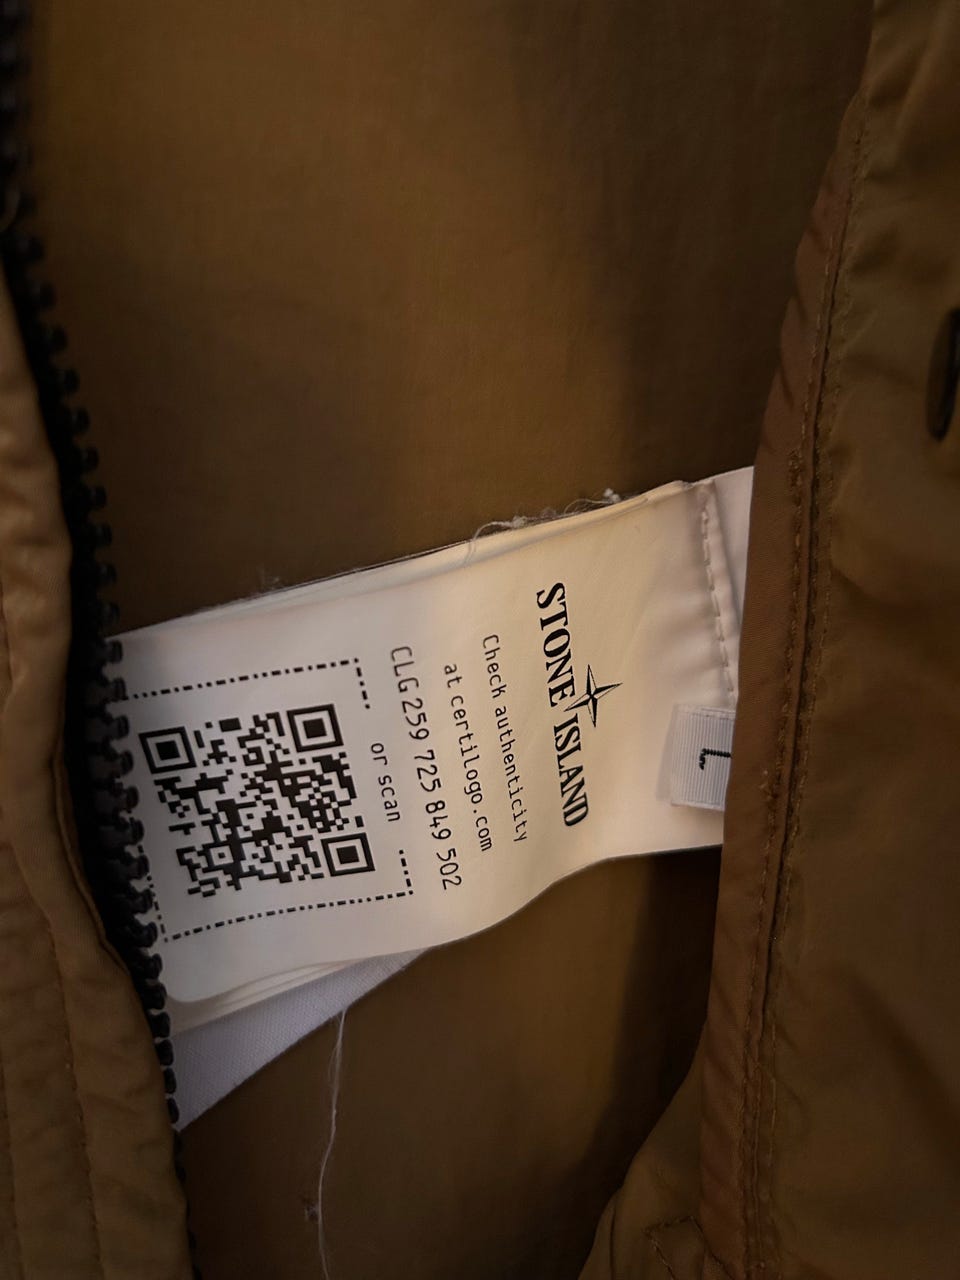 STONE ISLAND
Check authenticity
at certilogo.com
CLG 259 725 849 502
or scan
L